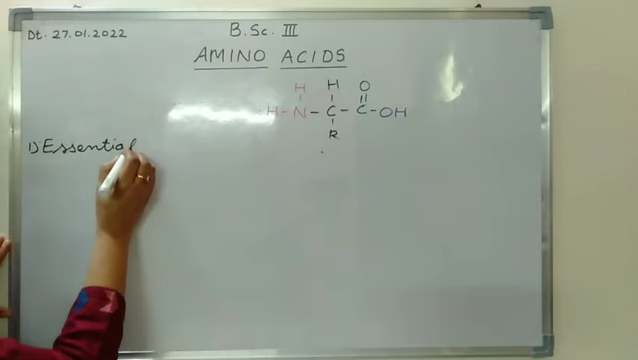 Dt. 27.01.2022
B.Sc. III
AMINO ACIDS
H H O
H-N-C-C-OH
R
1) Essential